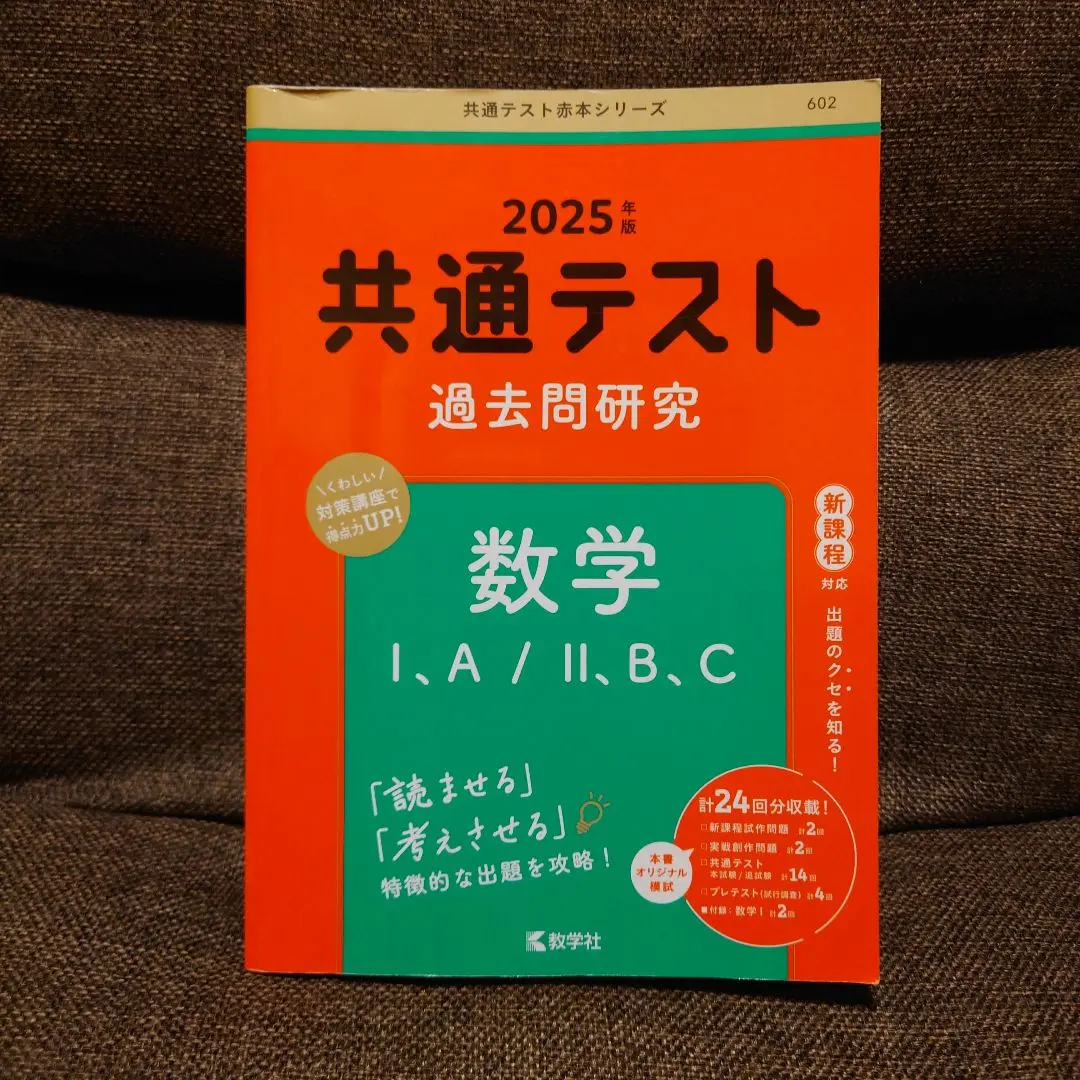 共通テスト赤本シリーズ
602
2025年版
共通テスト
過去問研究
くわしい
対策講座で
得点力UP!
数学
I、A / II、B、C
新課程
対応
出題のクセを知る!
「読ませる」
「考えさせる」
特徴的な出題を攻略!
計24回分収載!
□新課程試作問題 計2回
□実戦創作問題 計2回
□共通テスト
本試験/追試験 計14回
□プレテスト(試行調査) 計4回
■付録:数学I 計2回
本書
オリジナル
模試
教学社